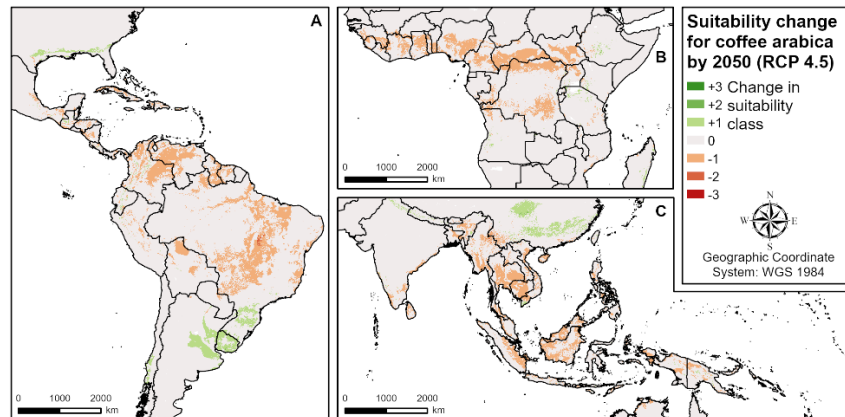 A
0 1000 2000
km
B
0 1000 2000
km
C
0 1000 2000
km
Suitability change
for coffee arabica
by 2050 (RCP 4.5)
+3 Change in
+2 suitability
+1 class
0
-1
-2
-3
N
W E
S
Geographic Coordinate
System: WGS 1984